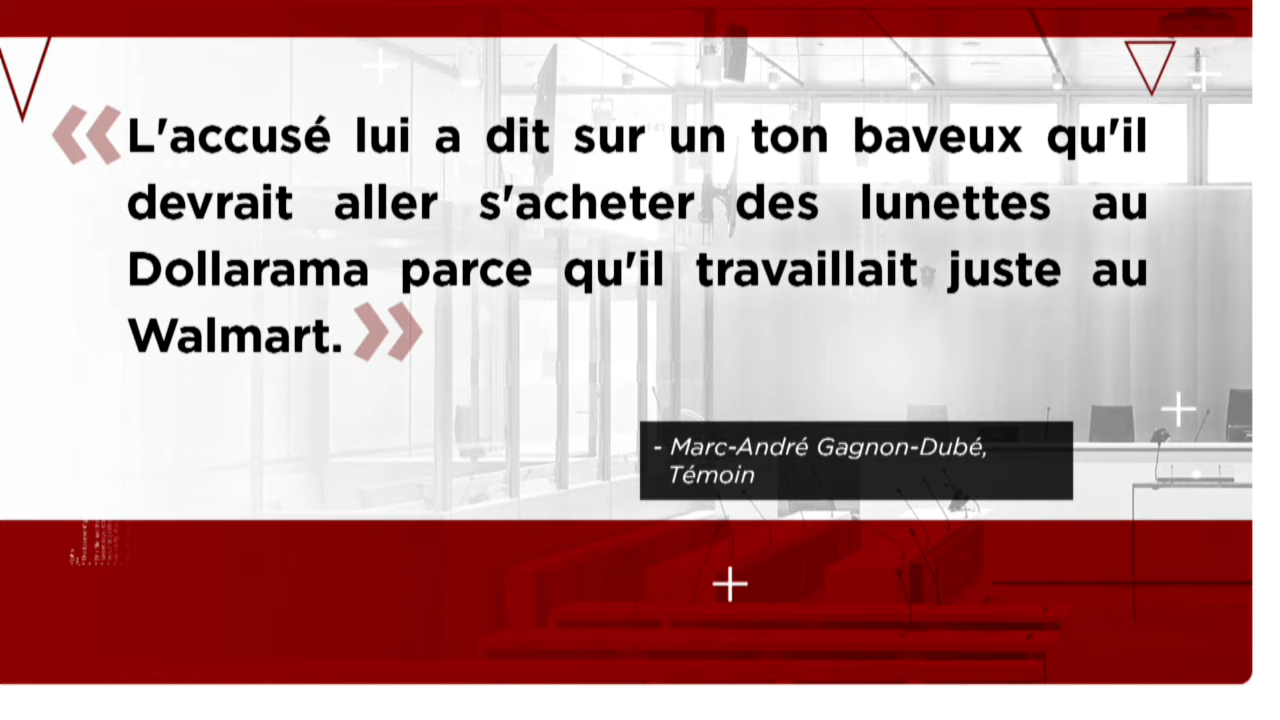 « L'accusé lui a dit sur un ton baveux qu'il
devrait aller s'acheter des lunettes au
Dollarama parce qu'il travaillait juste au
Walmart. »
- Marc-André Gagnon-Dubé,
Témoin